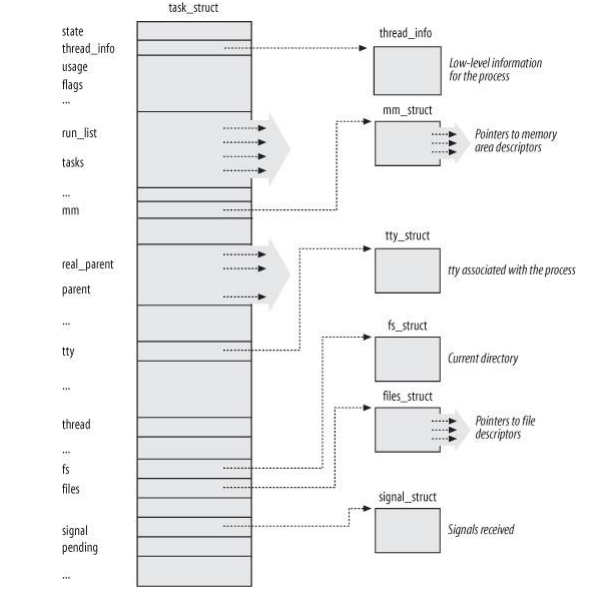 task_struct
state
thread_info
usage
flags
...
run_list
tasks
...
mm
real_parent
parent
...
tty
...
thread
...
fs
files
signal
pending
...
thread_info
Low-level information
for the process
mm_struct
Pointers to memory
area descriptors
tty_struct
tty associated with the process
fs_struct
Current directory
files_struct
Pointers to file
descriptors
signal_struct
Signals received